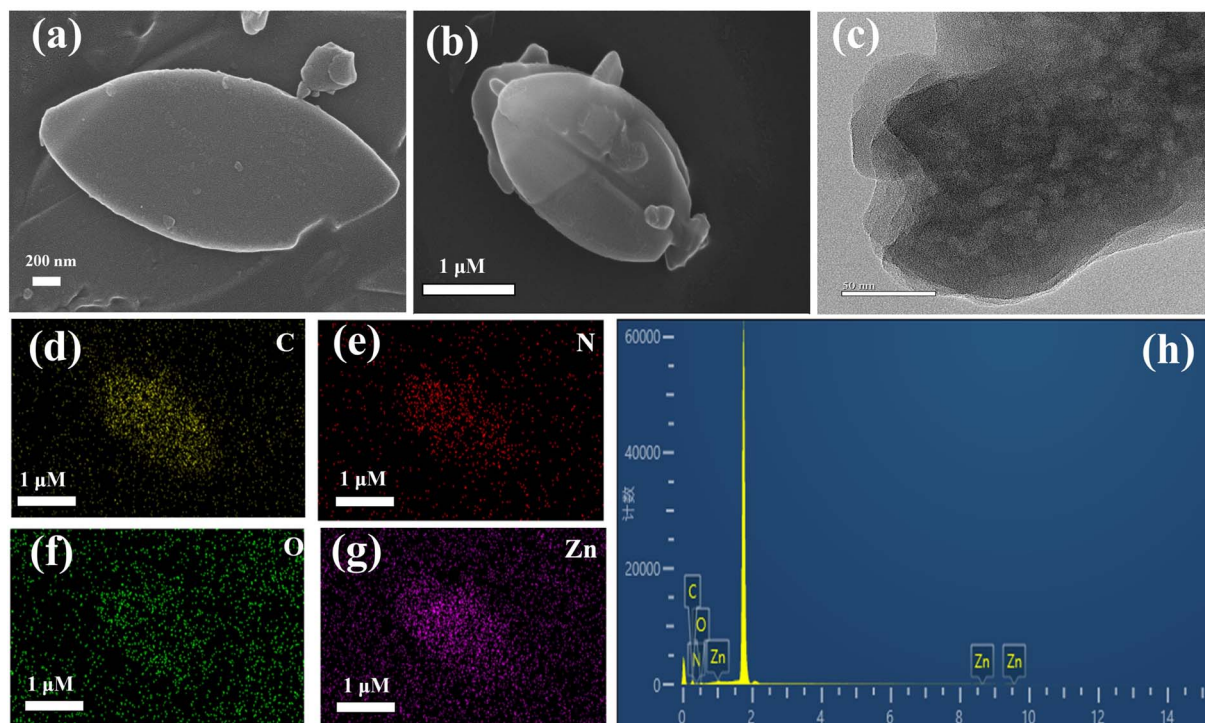 (a)
200 nm
(b)
1 μM
(c)
50 nm
(d)
C
1 μM
(e)
N
1 μM
(f)
O
1 μM
(g)
Zn
1 μM
(h)
60000
40000
计数
20000
0
C
O
N
Zn
Zn
Zn
0 2 4 6 8 10 12 14